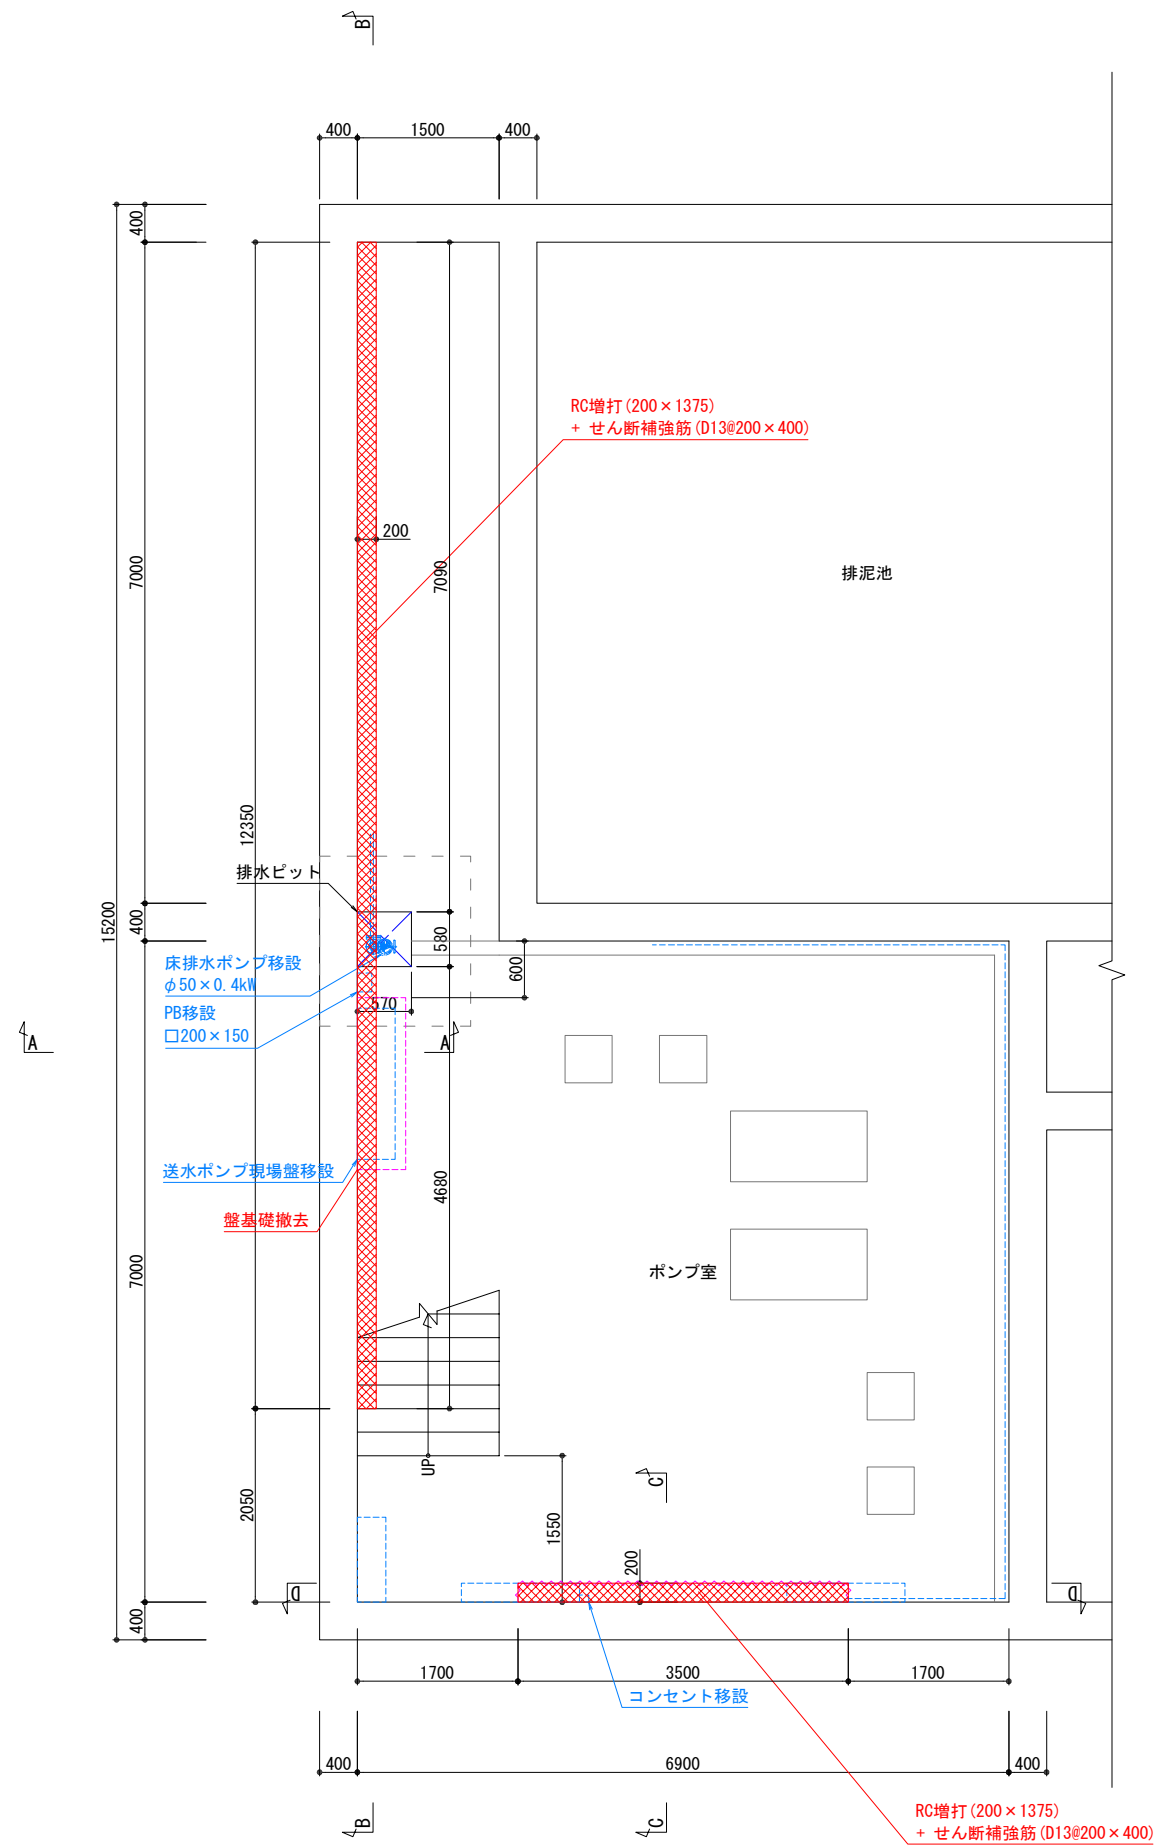 B
400
1500
400
400
RC増打(200×1375)
+ せん断補強筋(D13@200×400)
200
7090
7000
排泥池
12350
排水ピット
15200
400
580
600
床排水ポンプ移設
φ50×0.4kW
570
PB移設
□200×150
A
A
送水ポンプ現場盤移設
4680
盤基礎撤去
7000
ポンプ室
UP
C
2050
1550
200
D
D
400
1700
3500
1700
コンセント移設
400
6900
400
B
C
RC増打(200×1375)
+ せん断補強筋(D13@200×400)